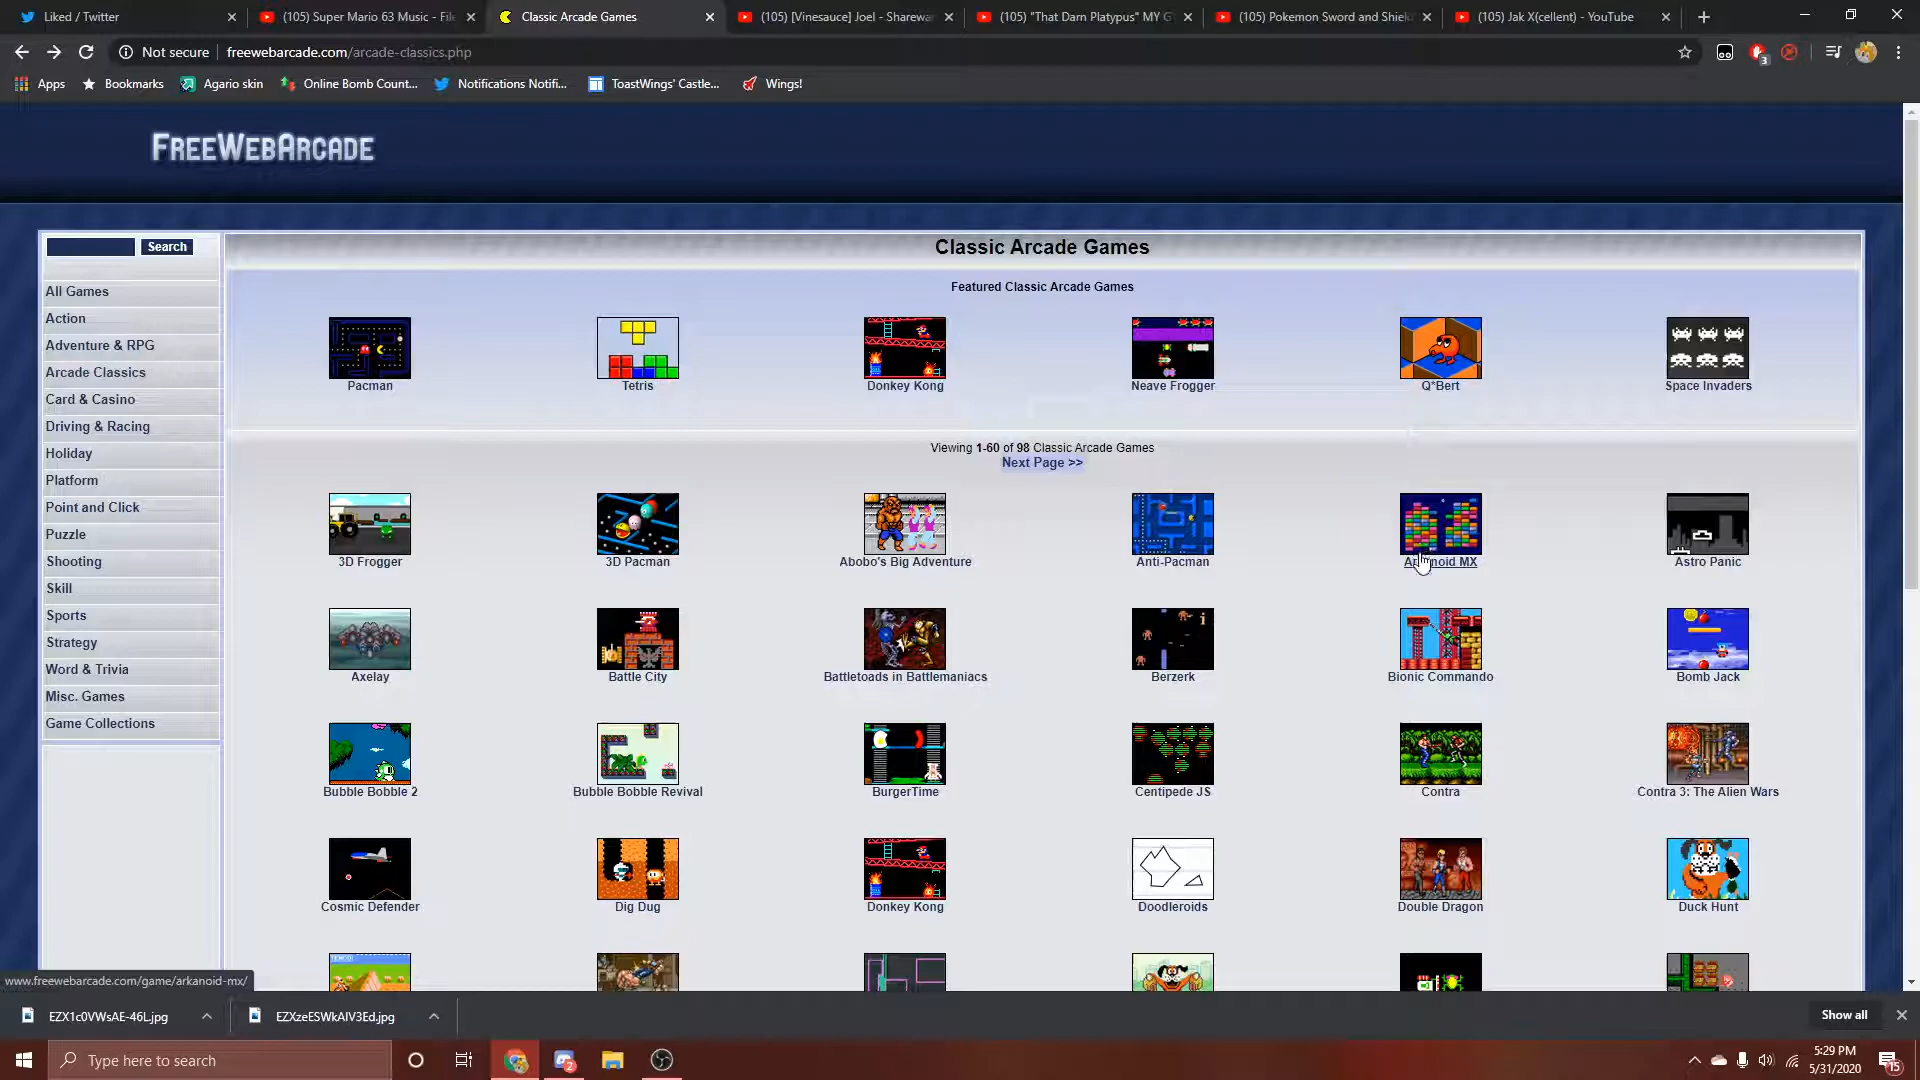 Liked / Twitter
(105) Super Mario 63 Music - File
Classic Arcade Games
(105) [Vinesauce] Joel - Sharewa
(105) "That Darn Platypus" MY G
(105) Pokemon Sword and Shield
(105) Jak X(cellent) - YouTube
Not secure
freewebarcade.com/arcade-classics.php
3
Apps
Bookmarks
Agario skin
Online Bomb Count...
Notifications Notifi...
ToastWings' Castle...
Wings!
FREEWEBARCADE
Search
Classic Arcade Games
All Games
Action
Adventure & RPG
Arcade Classics
Card & Casino
Driving & Racing
Holiday
Platform
Point and Click
Puzzle
Shooting
Skill
Sports
Strategy
Word & Trivia
Misc. Games
Game Collections
Featured Classic Arcade Games
Pacman
Tetris
Donkey Kong
Neave Frogger
Q*Bert
Space Invaders
Viewing 1-60 of 98 Classic Arcade Games
Next Page >>
3D Frogger
3D Pacman
Abobo's Big Adventure
Anti-Pacman
Arkanoid MX
Astro Panic
Axelay
Battle City
Battletoads in Battlemaniacs
Berzerk
Bionic Commando
Bomb Jack
Bubble Bobble 2
Bubble Bobble Revival
BurgerTime
Centipede JS
Contra
Contra 3: The Alien Wars
Cosmic Defender
Dig Dug
Donkey Kong
Doodleroids
Double Dragon
Duck Hunt
www.freewebarcade.com/game/arkanoid-mx/
EZX1c0VWsAE-46L.jpg
EZXzeESWkAIV3Ed.jpg
Show all
Type here to search
2
5:29 PM
5/31/2020
15